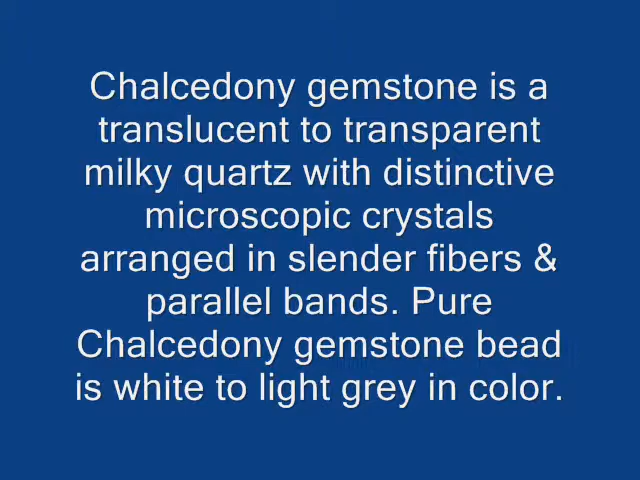 Chalcedony gemstone is a
translucent to transparent
milky quartz with distinctive
microscopic crystals
arranged in slender fibers &
parallel bands. Pure
Chalcedony gemstone bead
is white to light grey in color.